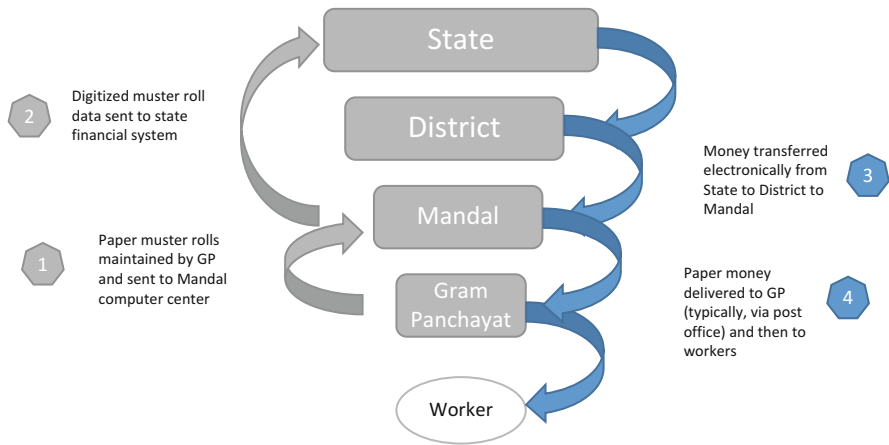 State
2
Digitized muster roll
data sent to state
financial system
District
Money transferred
electronically from
State to District to
Mandal
3
Mandal
1
Paper muster rolls
maintained by GP
and sent to Mandal
computer center
Gram
Panchayat
Paper money
delivered to GP
(typically, via post
office) and then to
workers
4
Worker